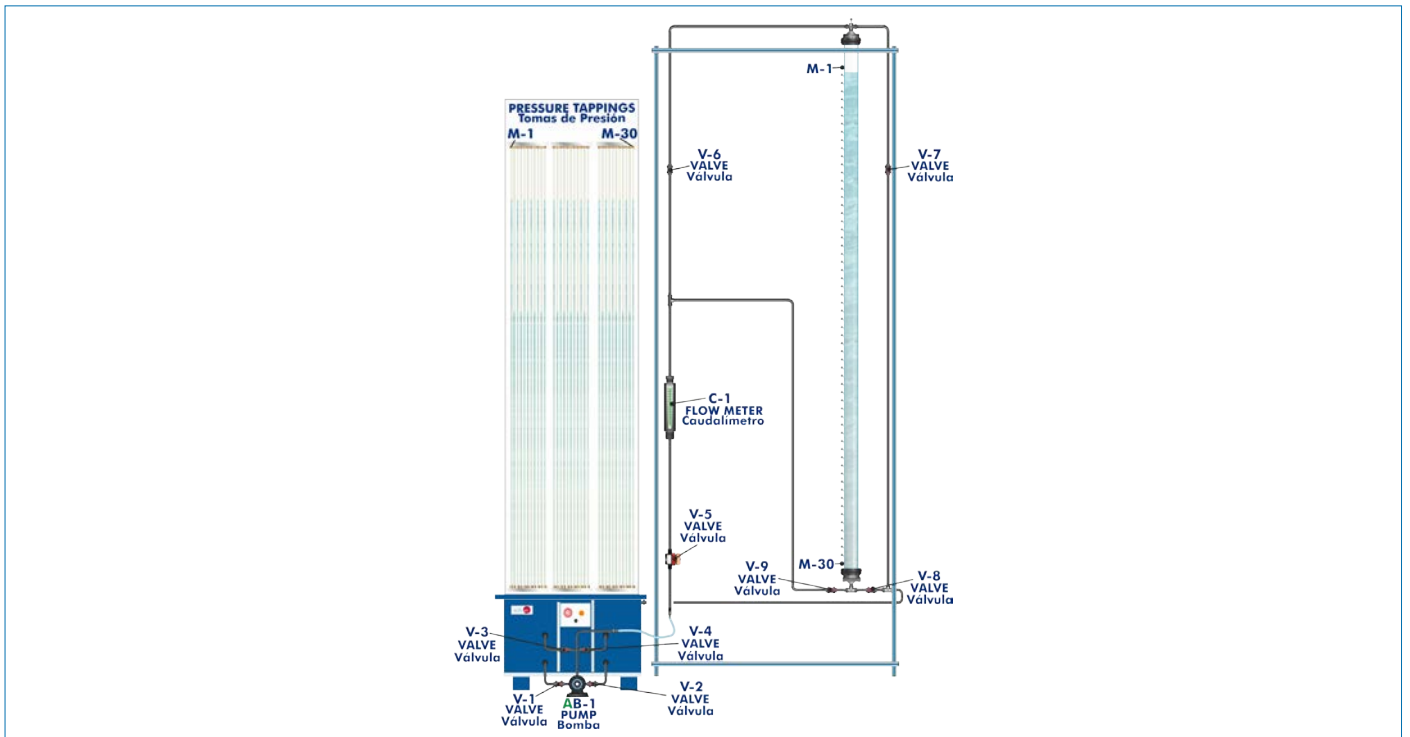 PRESSURE TAPPINGS
Tomas de Presión
M-1
M-30
M-1
V-6
VALVE
Válvula
V-7
VALVE
Válvula
C-1
FLOW METER
Caudalímetro
V-5
VALVE
Válvula
M-30
V-9
VALVE
Válvula
V-8
VALVE
Válvula
V-3
VALVE
Válvula
V-4
VALVE
Válvula
V-1
VALVE
Válvula
AB-1
PUMP
Bomba
V-2
VALVE
Válvula